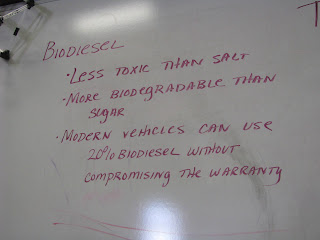 BIODIESEL
• LESS TOXIC THAN SALT
• MORE BIODEGRADABLE THAN
SUGAR
• MODERN VEHICLES CAN USE
20% BIODIESEL WITHOUT
COMPROMISING THE WARRANTY
T